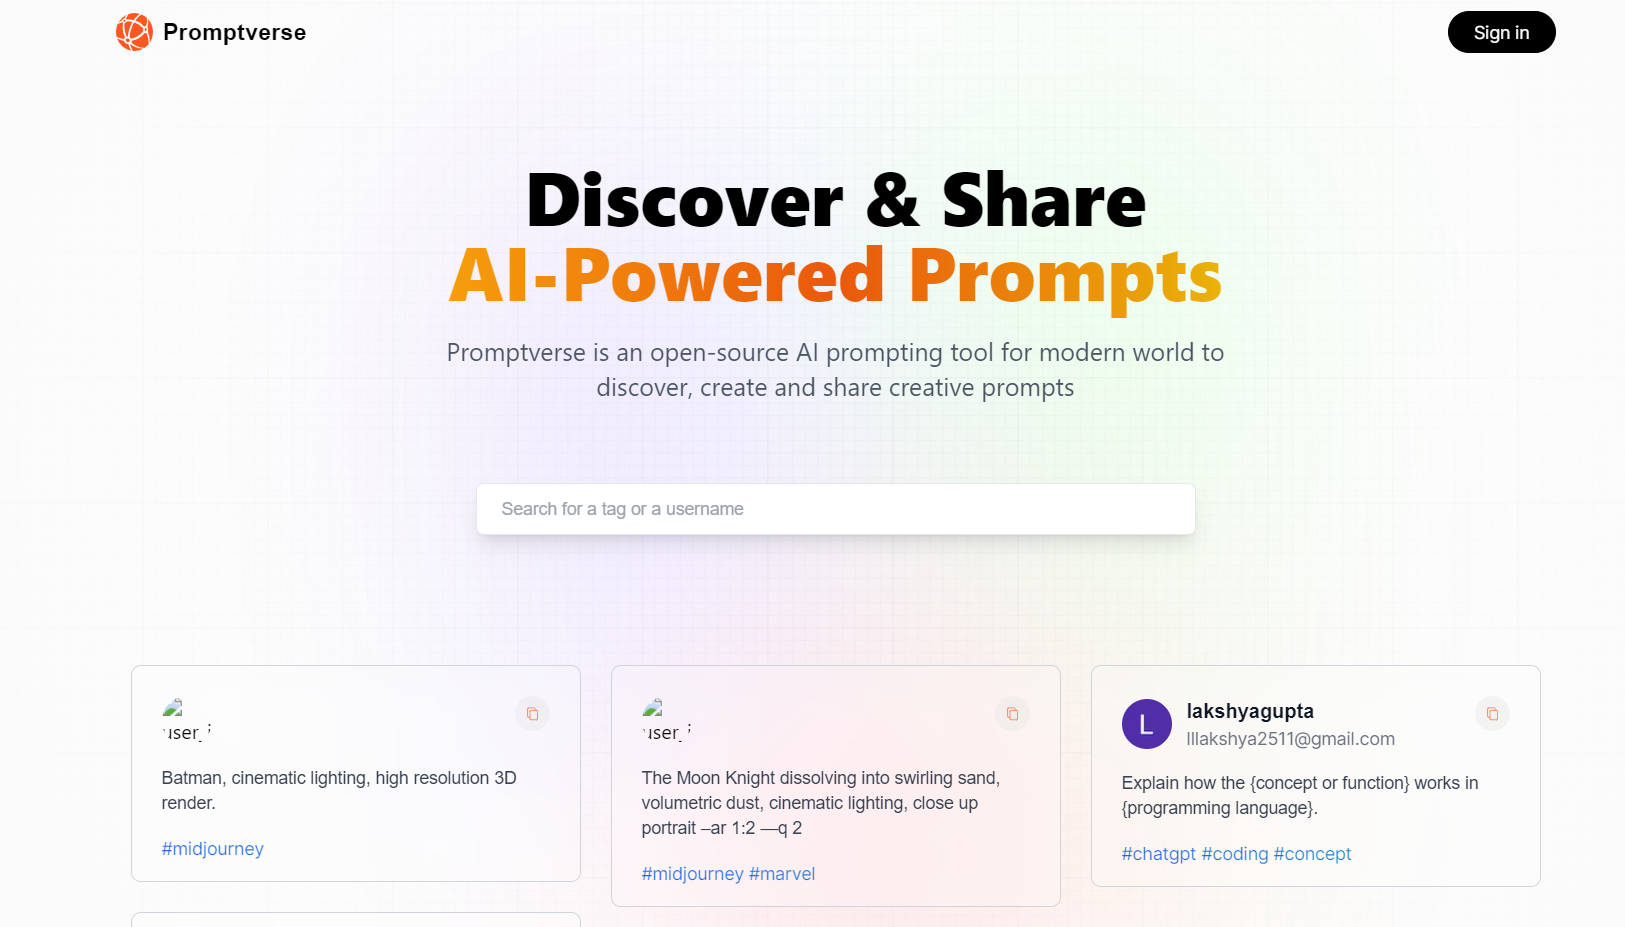 Promptverse
Sign in
Discover & Share
AI-Powered Prompts
Promptverse is an open-source AI prompting tool for modern world to
discover, create and share creative prompts
Search for a tag or a username
Batman, cinematic lighting, high resolution 3D
render.
#midjourney
The Moon Knight dissolving into swirling sand,
volumetric dust, cinematic lighting, close up
portrait –ar 1:2 —q 2
#midjourney #marvel
L
lakshyagupta
lllakshya2511@gmail.com
Explain how the {concept or function} works in
{programming language}.
#chatgpt #coding #concept